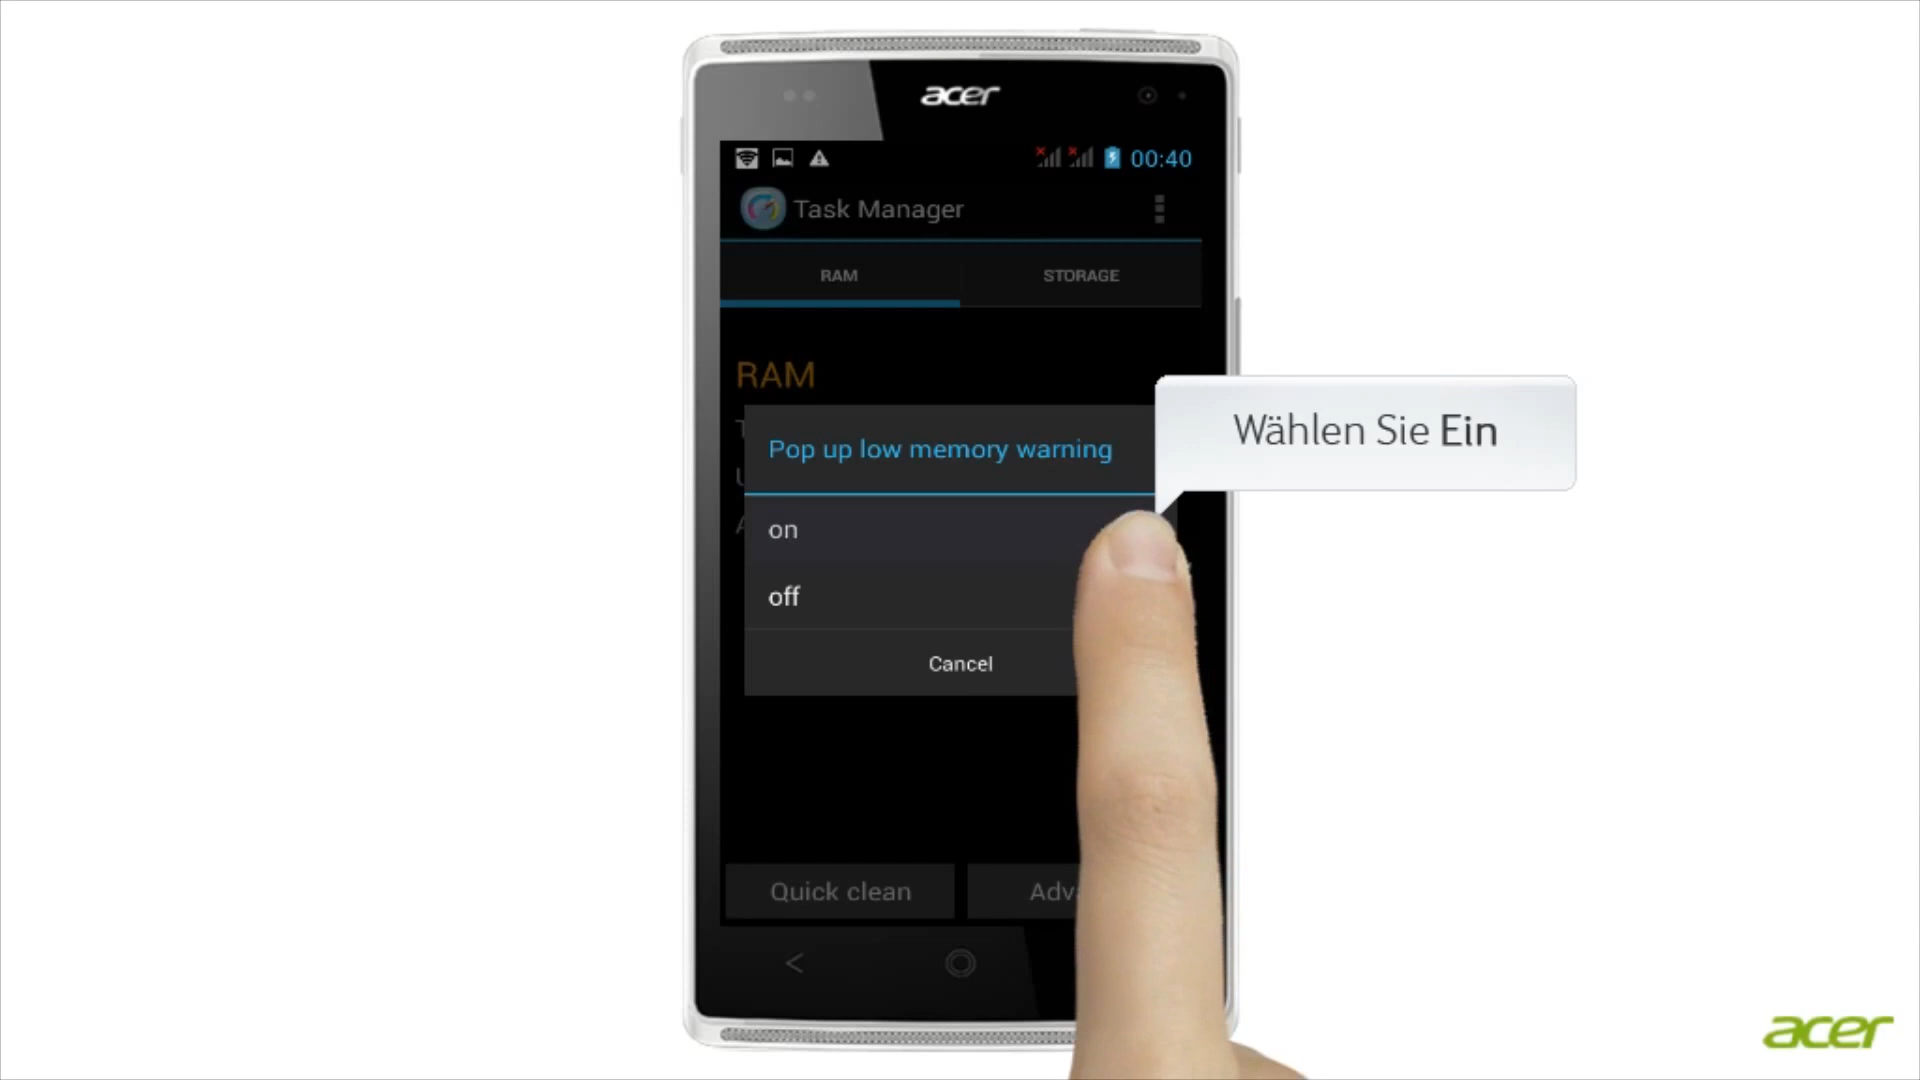 acer
00:40
Task Manager
RAM
STORAGE
RAM
Pop up low memory warning
Wählen Sie Ein
on
off
Cancel
Quick clean
acer